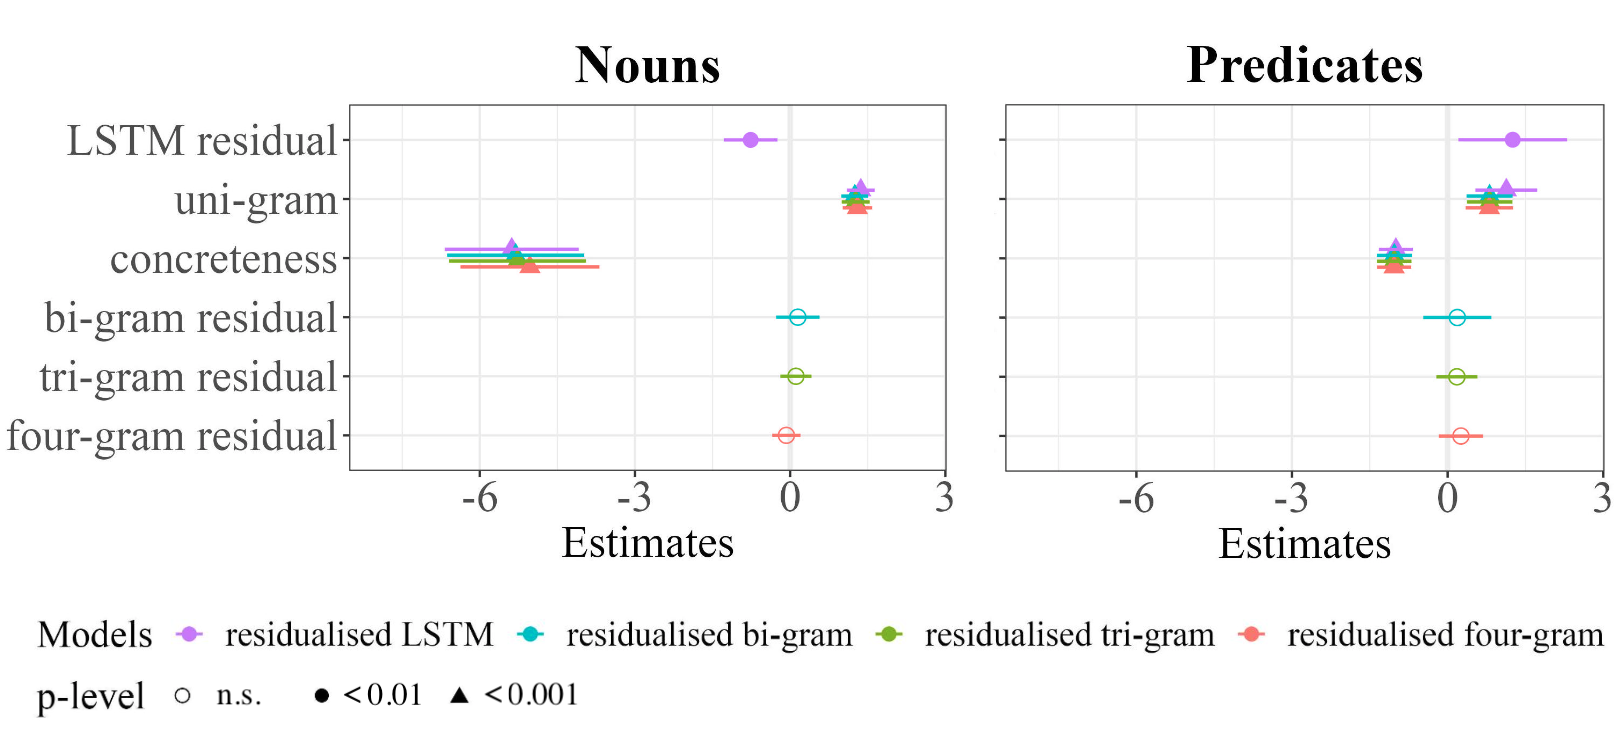 Nouns
Predicates
LSTM residual
uni-gram
concreteness
bi-gram residual
tri-gram residual
four-gram residual
-6 -3 0 3
-6 -3 0 3
Estimates
Estimates
Models residualised LSTM residualised bi-gram residualised tri-gram residualised four-gram
p-level n.s. <0.01 <0.001